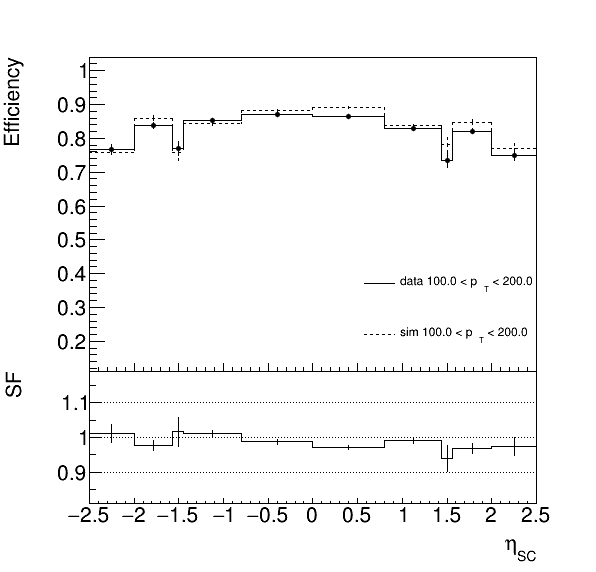 Efficiency
1
0.9
0.8
0.7
0.6
0.5
0.4
0.3
0.2
data 100.0 < p T < 200.0
sim 100.0 < p T < 200.0
SF
1.1
1
0.9
−2.5 −2 −1.5 −1 −0.5 0 0.5 1 1.5 2 2.5
ηSC